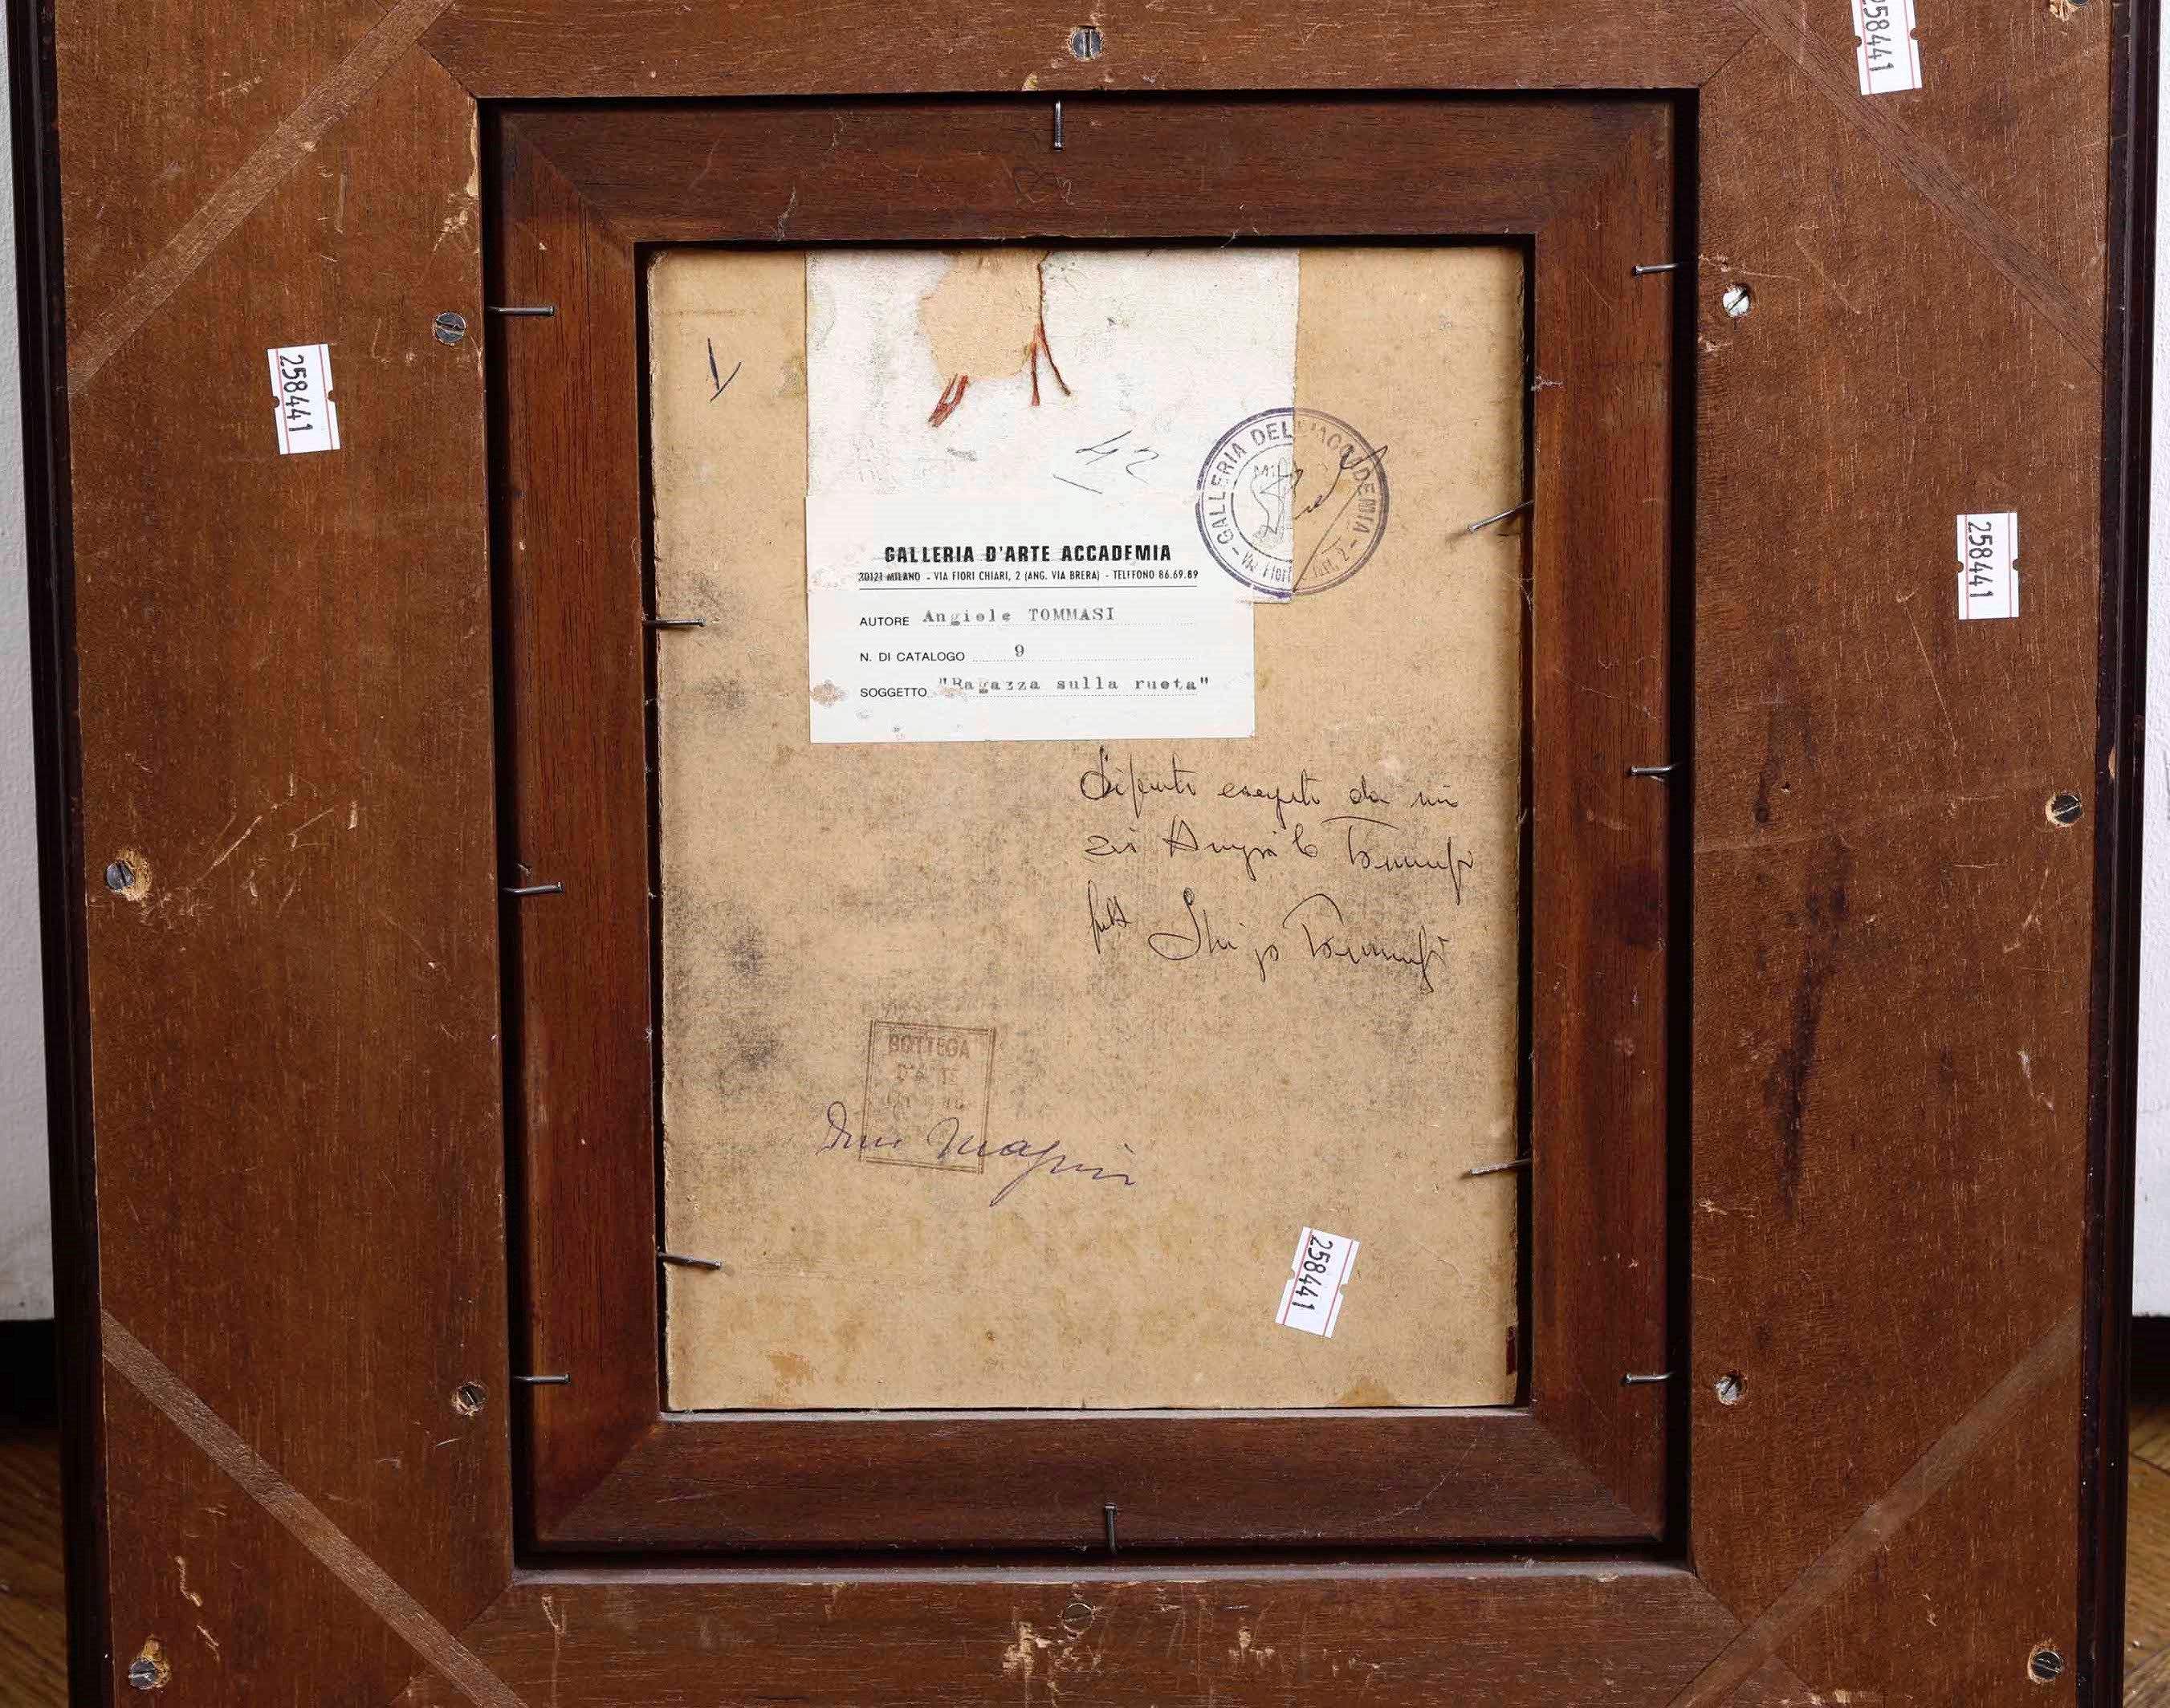 258441
258441
42
GALLERIA DELL'ACCADEMIA
GALLERIA D'ARTE ACCADEMIA
20121 MILANO - VIA FIORI CHIARI, 2 (ANG. VIA BRERA) - TELEFONO 86.69.89
AUTORE Angiolo TOMMASI
N. DI CATALOGO 9
SOGGETTO "Ragazza sulla ruota"
258441
Dipinto eseguito da mio
zio Angiolo Tommasi
Tommasi
BOTTEGA
D'ARTE
258441